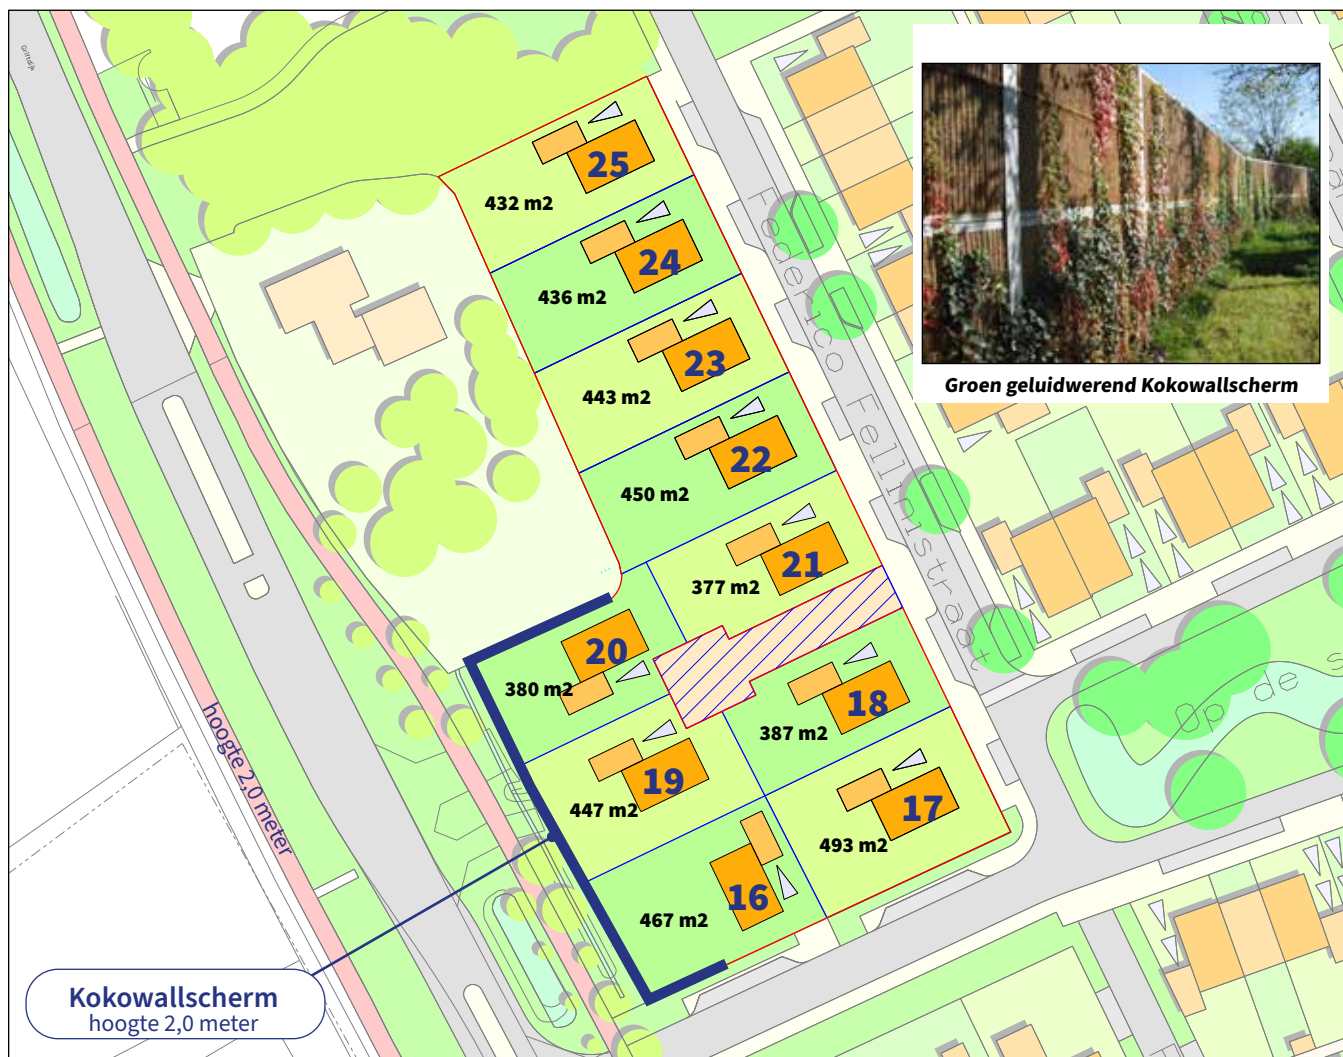 Griftdijk
25
432 m2
24
436 m2
23
443 m2
22
450 m2
21
377 m2
20
380 m2
18
387 m2
19
447 m2
17
493 m2
16
467 m2
Groen geluidwerend Kokowallscherm
Roberto Fellinistraat
Op de
hoogte 2,0 meter
Kokowallscherm
hoogte 2,0 meter